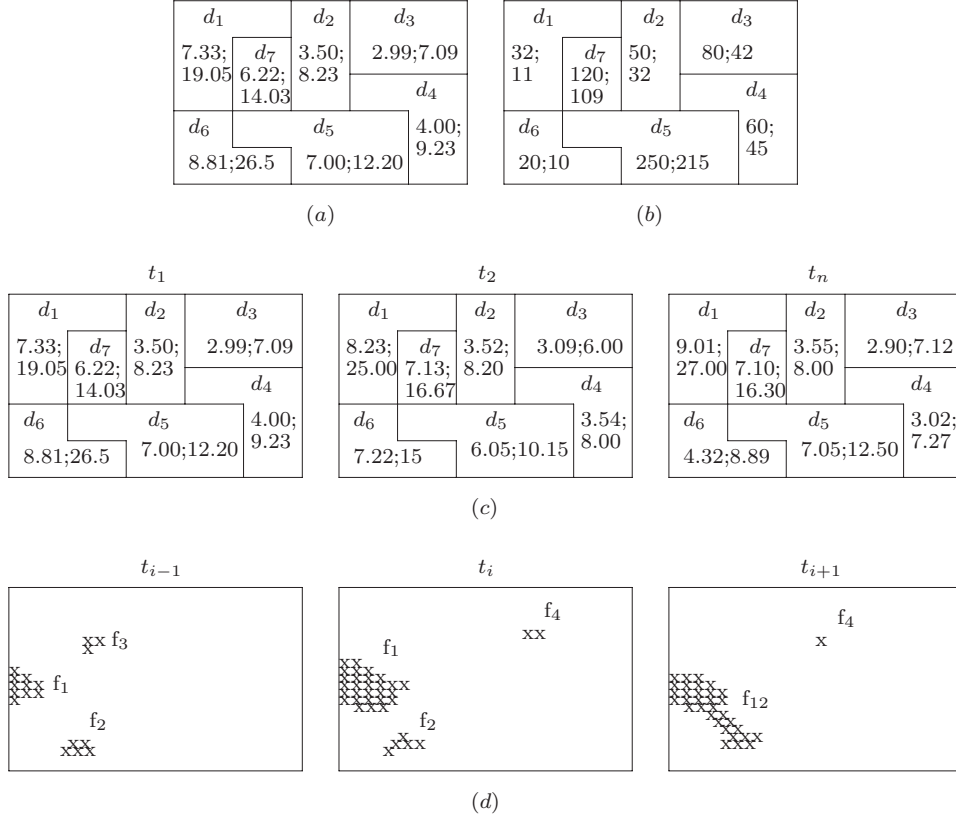 d1 d2 d3
7.33; 19.05
d7
6.22; 14.03
3.50; 8.23
2.99;7.09
d4
4.00; 9.23
d6
8.81;26.5
d5
7.00;12.20
(a)
d1 d2 d3
32; 11
d7
120; 109
50; 32
80;42
d4
60; 45
d6
20;10
d5
250;215
(b)
t1
d1 d2 d3
7.33; 19.05
d7
6.22; 14.03
3.50; 8.23
2.99;7.09
d4
4.00; 9.23
d6
8.81;26.5
d5
7.00;12.20
t2
d1 d2 d3
8.23; 25.00
d7
7.13; 16.67
3.52; 8.20
3.09;6.00
d4
3.54; 8.00
d6
7.22;15
d5
6.05;10.15
tn
d1 d2 d3
9.01; 27.00
d7
7.10; 16.30
3.55; 8.00
2.90;7.12
d4
3.02; 7.27
d6
4.32;8.89
d5
7.05;12.50
(c)
ti−1
f3
f1
f2
ti
f4
f1
f2
ti+1
f4
f12
(d)